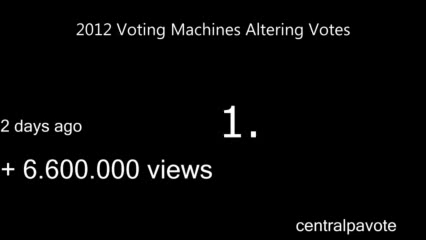 2012 Voting Machines Altering Votes
1.
2 days ago
+ 6.600.000 views
centralpavote